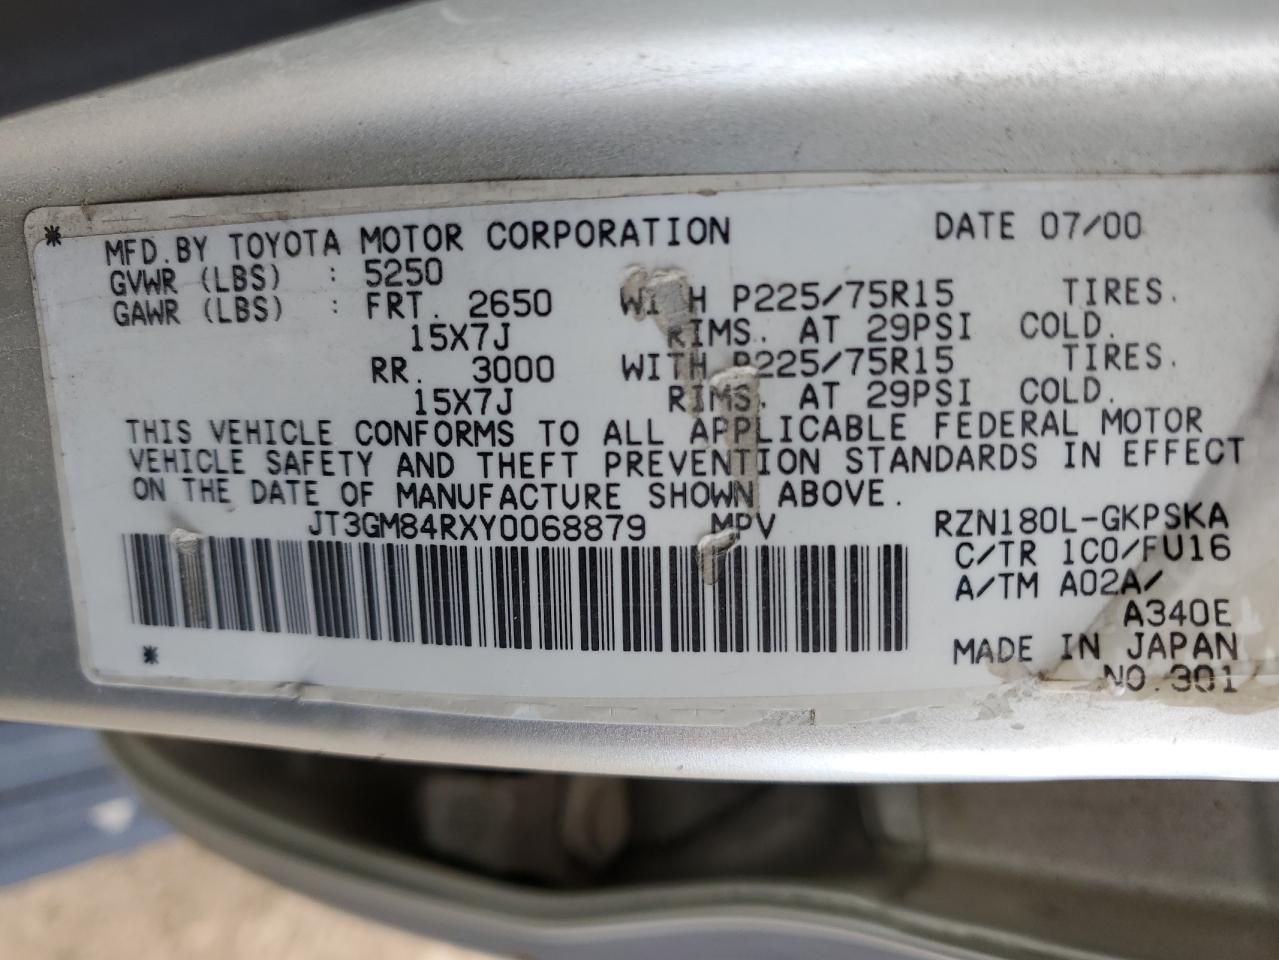 MFD.BY TOYOTA MOTOR CORPORATION DATE 07/00
GVWR (LBS) : 5250
GAWR (LBS) : FRT. 2650 WITH P225/75R15 TIRES.
15X7J RIMS. AT 29PSI COLD.
RR. 3000 WITH P225/75R15 TIRES.
15X7J RIMS. AT 29PSI COLD.
THIS VEHICLE CONFORMS TO ALL APPLICABLE FEDERAL MOTOR
VEHICLE SAFETY AND THEFT PREVENTION STANDARDS IN EFFECT
ON THE DATE OF MANUFACTURE SHOWN ABOVE.
JT3GM84RXY0068879 MPV RZN180L-GKPSKA
C/TR 1C0/FU16
A/TM A02A/
A340E
MADE IN JAPAN
NO.301